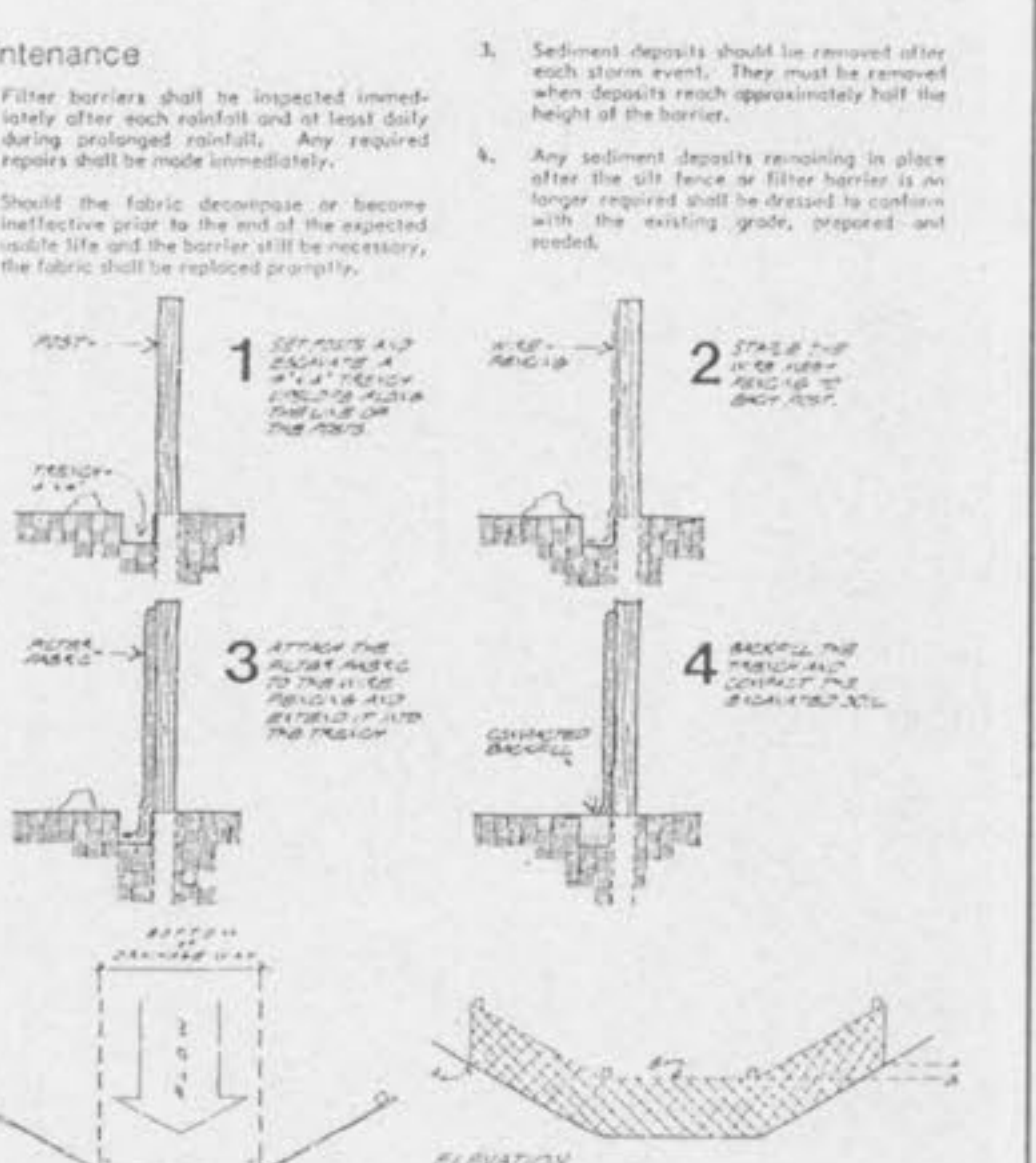 ntenance
Filter barriers shall be inspected immed-
iately after each rainfall and at least daily
during prolonged rainfall. Any required
repairs shall be made immediately.
Should the fabric decompose or become
ineffective prior to the end of the expected
usable life and the barrier still be necessary,
the fabric shall be replaced promptly.
3. Sediment deposits should be removed after
each storm event. They must be removed
when deposits reach approximately half the
height of the barrier.
4. Any sediment deposits remaining in place
after the silt fence or filter barrier is no
longer required shall be dressed to conform
with the existing grade, prepared and
seeded.
POST
1 SET POSTS AND
EXCAVATE A
4"X4" TRENCH
UPSLOPE ALONG
THE LINE OF
THE POSTS.
TRENCH
4"X4"
WIRE
FENCING
2 STAPLE THE
WIRE MESH
FENCING TO
EACH POST.
FILTER
FABRIC
3 ATTACH THE
FILTER FABRIC
TO THE WIRE
FENCING AND
EXTEND IT INTO
THE TRENCH
COMPACTED
BACKFILL
4 BACKFILL THE
TRENCH AND
COMPACT THE
EXCAVATED SOIL
BOTTOM
OF
DRAINAGE WAY
FLOW
ELEVATION